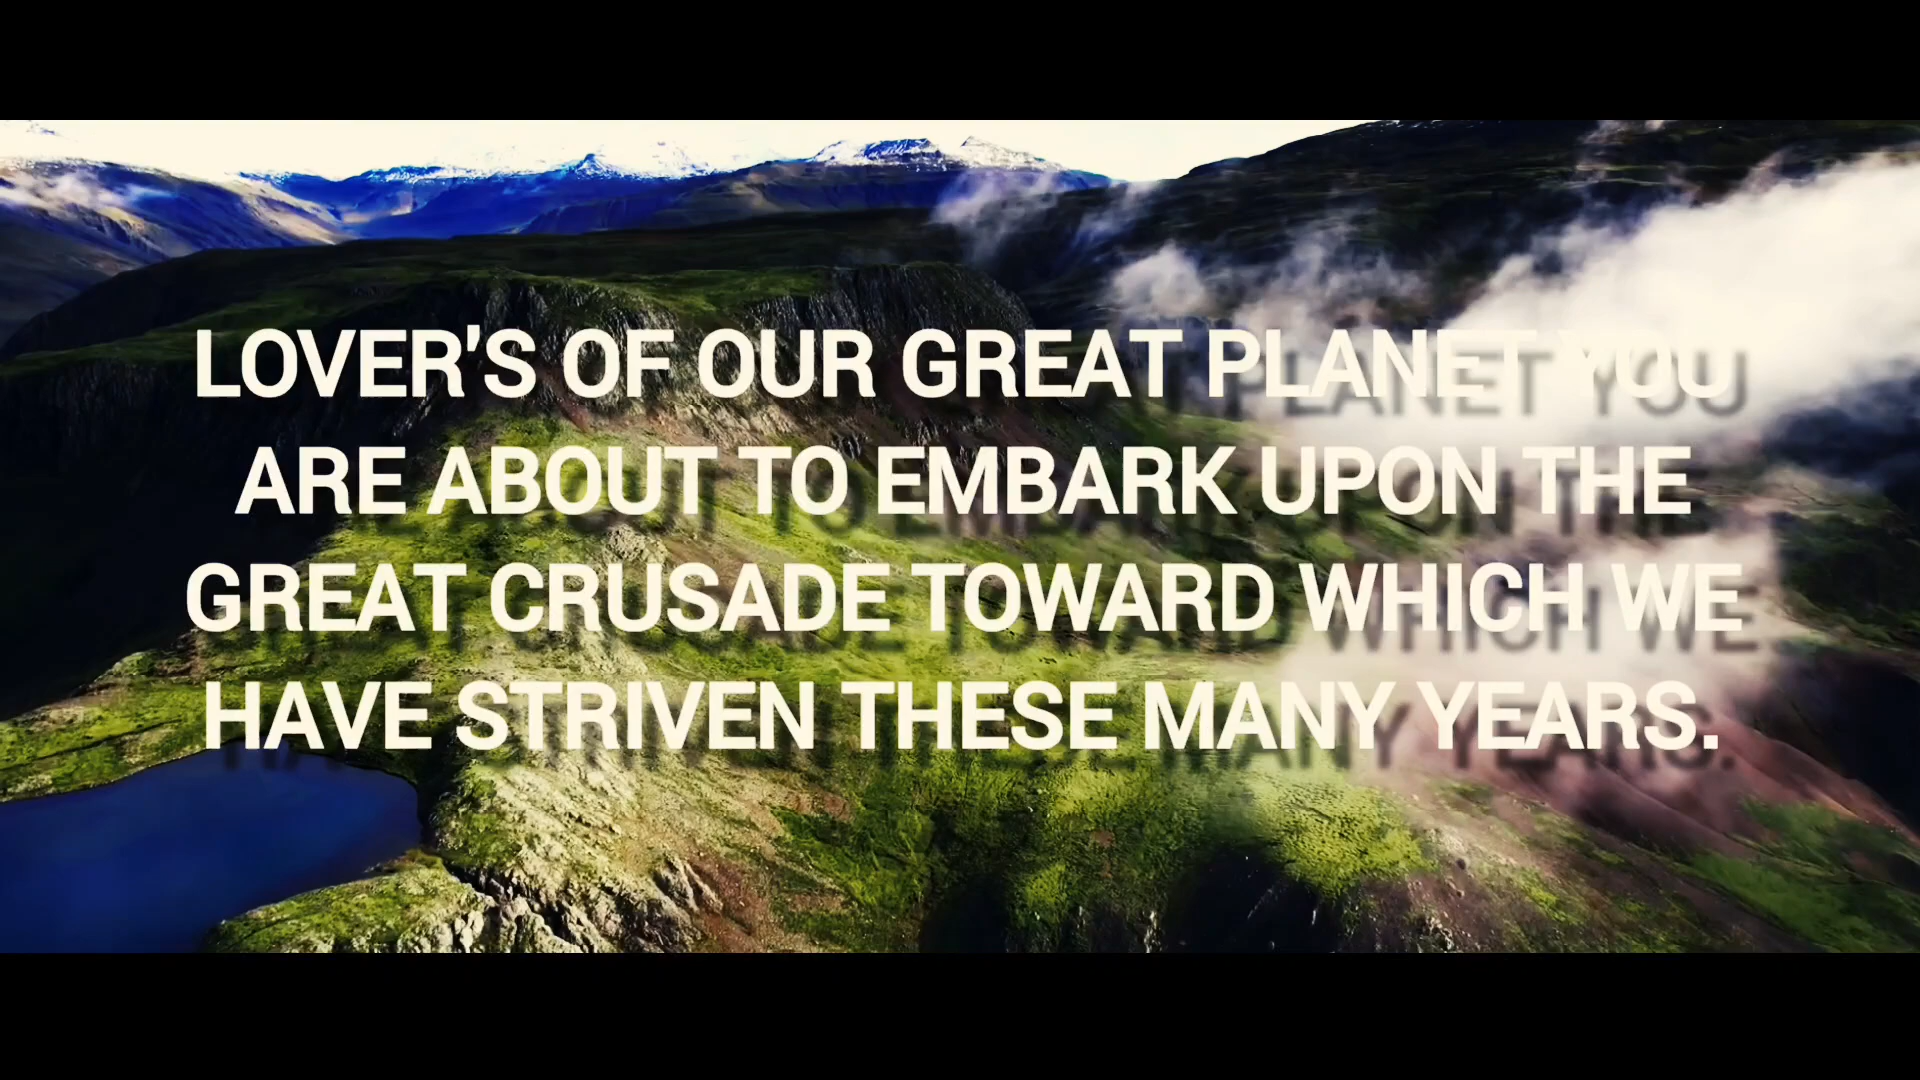 LOVER'S OF OUR GREAT PLANET YOU
ARE ABOUT TO EMBARK UPON THE
GREAT CRUSADE TOWARD WHICH WE
HAVE STRIVEN THESE MANY YEARS.